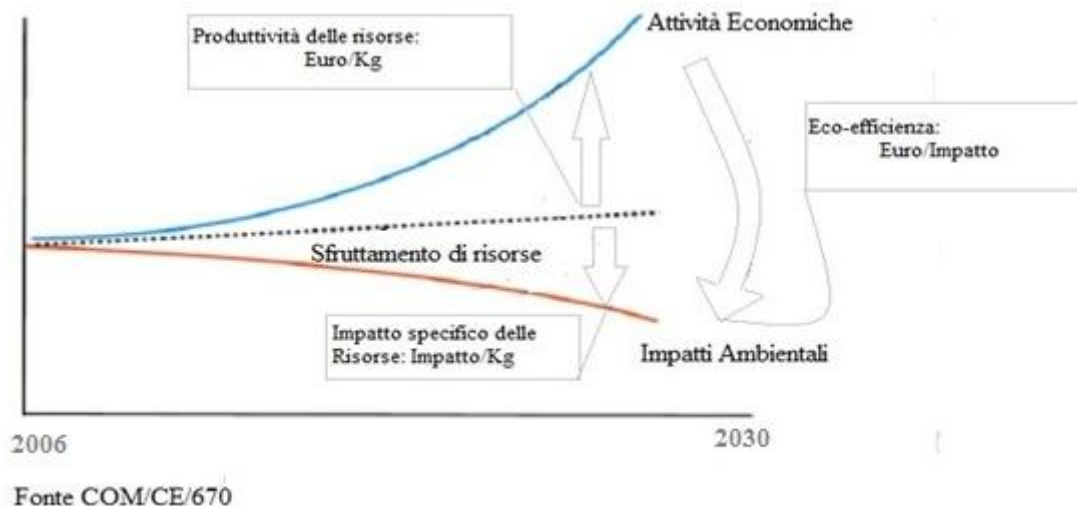 Attività Economiche
Produttività delle risorse:
Euro/Kg
Eco-efficienza:
Euro/Impatto
Sfruttamento di risorse
Impatto specifico delle
Risorse: Impatto/Kg
Impatti Ambientali
2006
2030
Fonte COM/CE/670